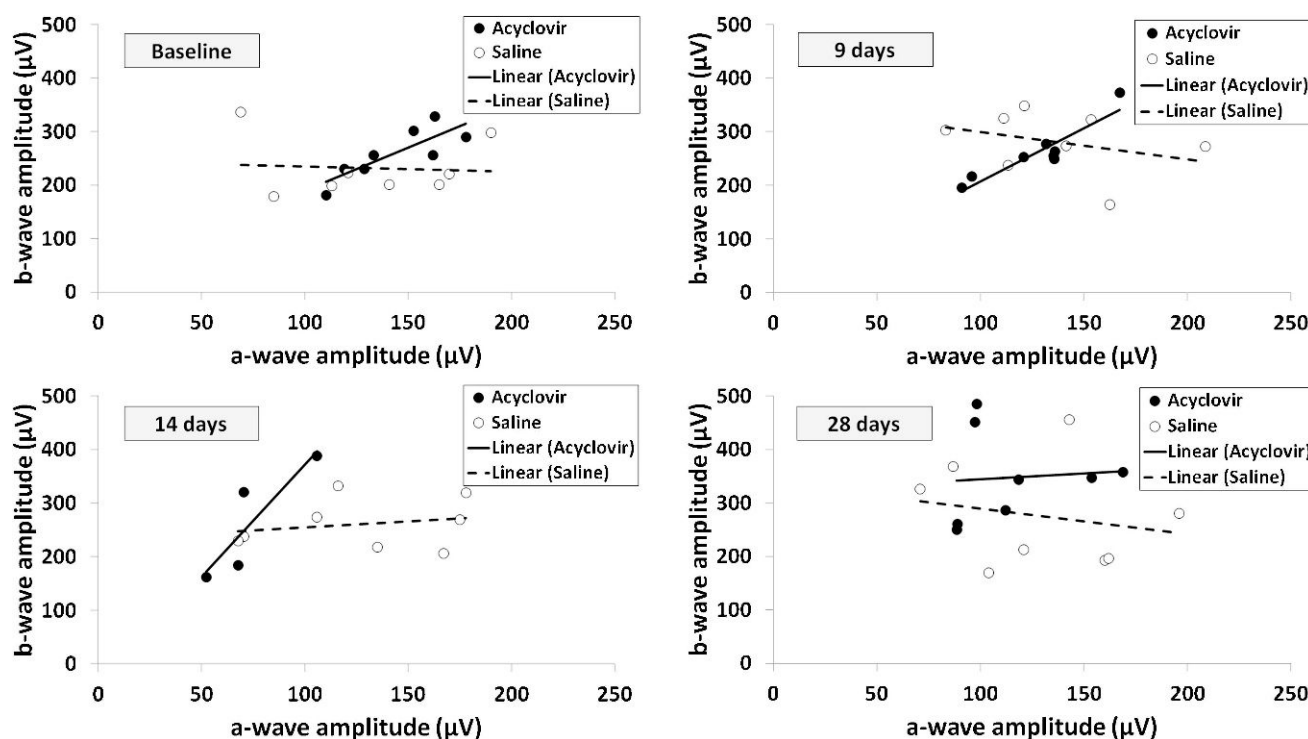 b-wave amplitude (µV)
500
400
300
200
100
0
Baseline
Acyclovir
Saline
Linear (Acyclovir)
Linear (Saline)
0 50 100 150 200 250
a-wave amplitude (µV)
b-wave amplitude (µV)
500
400
300
200
100
0
9 days
Acyclovir
Saline
Linear (Acyclovir)
Linear (Saline)
0 50 100 150 200 250
a-wave amplitude (µV)
b-wave amplitude (µV)
500
400
300
200
100
0
14 days
Acyclovir
Saline
Linear (Acyclovir)
Linear (Saline)
0 50 100 150 200 250
a-wave amplitude (µV)
b-wave amplitude (µV)
500
400
300
200
100
0
28 days
Acyclovir
Saline
Linear (Acyclovir)
Linear (Saline)
0 50 100 150 200 250
a-wave amplitude (µV)